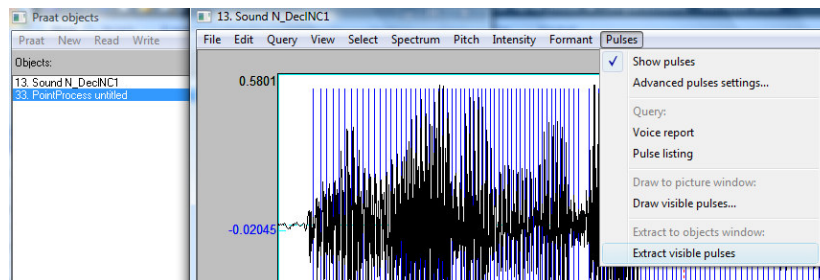 Praat objects
Praat New Read Write
Objects:
13. Sound N_DecINC1
33. PointProcess untitled
13. Sound N_DecINC1
File Edit Query View Select Spectrum Pitch Intensity Formant Pulses
0.5801
-0.02045
Show pulses
Advanced pulses settings...
Query:
Voice report
Pulse listing
Draw to picture window:
Draw visible pulses...
Extract to objects window:
Extract visible pulses